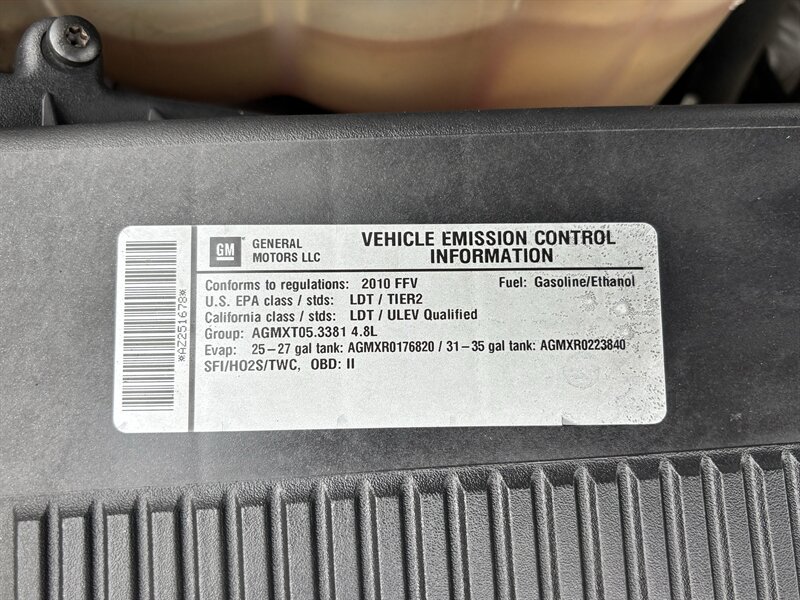 *AZ251678*
GM GENERAL MOTORS LLC
VEHICLE EMISSION CONTROL
INFORMATION
Conforms to regulations: 2010 FFV Fuel: Gasoline/Ethanol
U.S. EPA class / stds: LDT / TIER2
California class / stds: LDT / ULEV Qualified
Group: AGMXT05.3381 4.8L
Evap: 25–27 gal tank: AGMXR0176820 / 31–35 gal tank: AGMXR0223840
SFI/HO2S/TWC, OBD: II